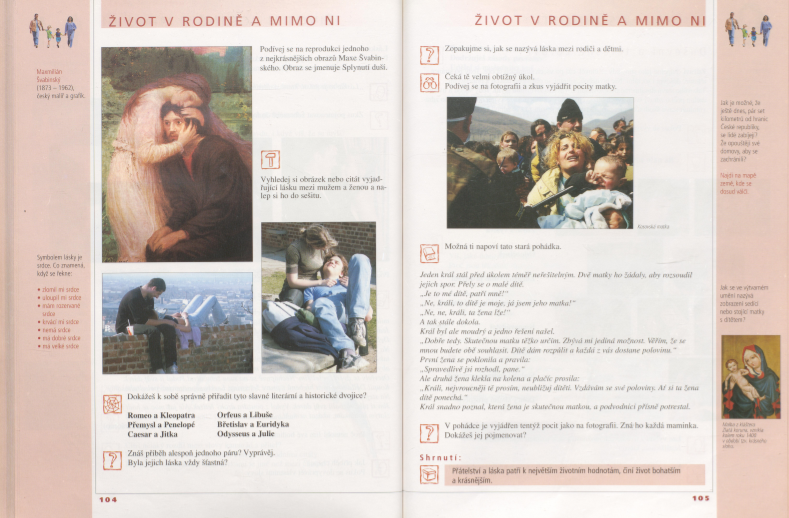 ŽIVOT V RODINĚ A MIMO NI
Maxmilián
Švabinský
(1873 – 1962),
český malíř a grafik.
Podívej se na reprodukci jednoho
z nejkrásnějších obrazů Maxe Švabin-
ského. Obraz se jmenuje Splynutí duší.
Vyhledej si obrázek nebo citát vyjad-
řující lásku mezi mužem a ženou a na-
lep si ho do sešitu.
Symbolem lásky je
srdce. Co znamená,
když se řekne:
• zlomil mi srdce
• uloupil mi srdce
• mám rozervané
srdce
• krvácí mi srdce
• nemá srdce
• má dobré srdce
• má velké srdce
Dokážeš k sobě správně přiřadit tyto slavné literární a historické dvojice?
Romeo a Kleopatra
Přemysl a Penelopé
Caesar a Jitka
Orfeus a Libuše
Břetislav a Euridyka
Odysseus a Julie
Znáš příběh alespoň jednoho páru? Vyprávěj.
Byla jejich láska vždy šťastná?
104
ŽIVOT V RODINĚ A MIMO NI
Zopakujme si, jak se nazývá láska mezi rodiči a dětmi.
Čeká tě velmi obtížný úkol.
Podívej se na fotografii a zkus vyjádřit pocity matky.
Jak je možné, že
ještě dnes, pár set
kilometrů od hranic
České republiky,
se lidé zabíjejí?
Že opouštějí své
domovy, aby se
zachránili?
Najdi na mapě
země, kde se
dosud válčí.
Kosovská matka
Možná ti napoví tato stará pohádka.
Jeden král stál před úkolem téměř neřešitelným. Dvě matky ho žádaly, aby rozsoudil
jejich spor. Přely se o malé dítě.
„Je to mé dítě, patří mně!“
„Ne, králi, to dítě je moje, já jsem jeho matka!“
„Ne, ne, králi, ta žena lže!“
A tak stále dokola.
Král byl ale moudrý a jedno řešení našel.
„Dobře tedy. Skutečnou matku těžko určím. Zbývá mi jediná možnost. Věřím, že se
mnou budete obě souhlasit. Dítě dám rozpůlit a každá z vás dostane polovinu.“
První žena se poklonila a pravila:
„Spravedlivě jsi rozhodl, pane.“
Ale druhá žena klekla na kolena a plačíc prosila:
„Králi, nejvroucněji tě prosím, neubližuj dítěti. Vzdávám se své poloviny. Ať si ta žena
dítě ponechá.“
Král snadno poznal, která žena je skutečnou matkou, a podvodnici přísně potrestal.
Jak se ve výtvarném
umění nazývá
zobrazení sedící
nebo stojící matky
s dítětem?
V pohádce je vyjádřen tentýž pocit jako na fotografii. Zná ho každá maminka.
Dokážeš jej pojmenovat?
Shrnutí:
Přátelství a láska patří k největším životním hodnotám, činí život bohatším
a krásnějším.
105